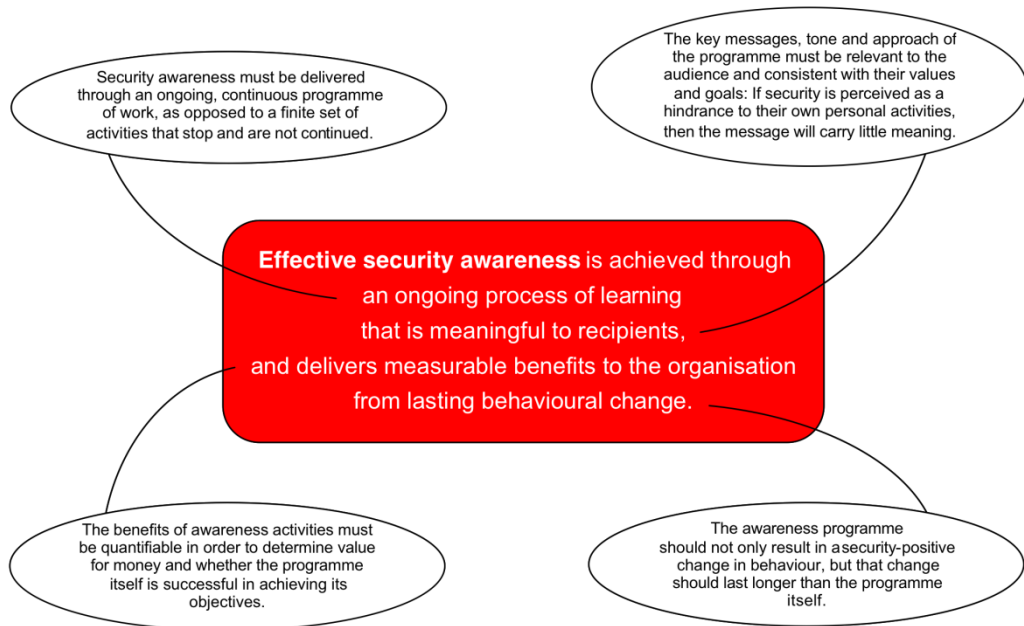 Security awareness must be delivered
through an ongoing, continuous programme
of work, as opposed to a finite set of
activities that stop and are not continued.
The key messages, tone and approach of
the programme must be relevant to the
audience and consistent with their values
and goals: If security is perceived as a
hindrance to their own personal activities,
then the message will carry little meaning.
Effective security awareness is achieved through
an ongoing process of learning
that is meaningful to recipients,
and delivers measurable benefits to the organisation
from lasting behavioural change.
The benefits of awareness activities must
be quantifiable in order to determine value
for money and whether the programme
itself is successful in achieving its
objectives.
The awareness programme
should not only result in asecurity-positive
change in behaviour, but that change
should last longer than the programme
itself.